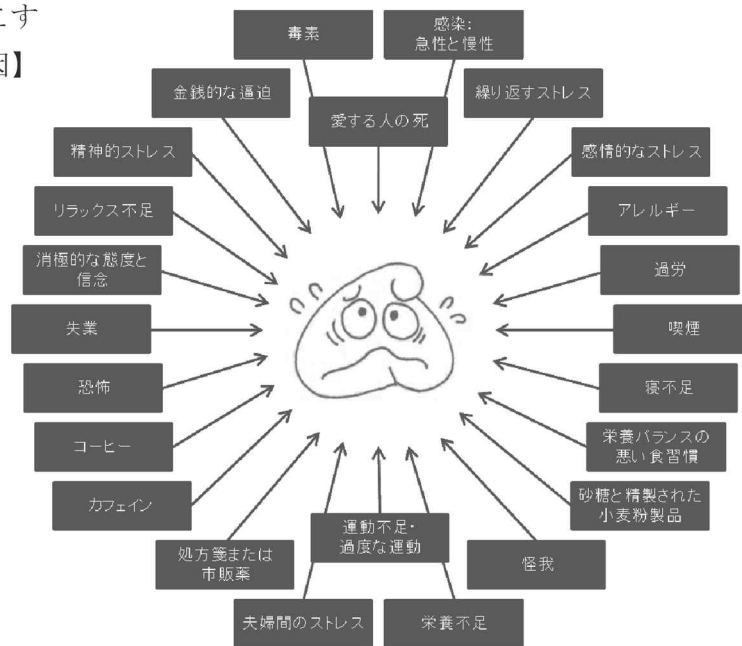 こす
因】
毒素
感染:
急性と慢性
金銭的な逼迫
愛する人の死
繰り返すストレス
精神的ストレス
感情的なストレス
リラックス不足
アレルギー
消極的な態度と
信念
過労
失業
喫煙
恐怖
寝不足
コーヒー
栄養バランスの
悪い食習慣
カフェイン
砂糖と精製された
小麦粉製品
処方箋または
市販薬
運動不足・
過度な運動
怪我
夫婦間のストレス
栄養不足